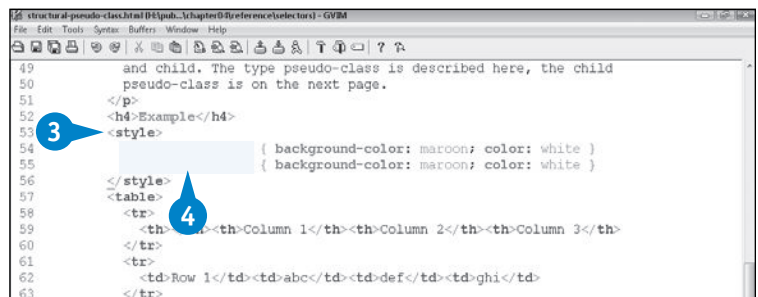 structural-pseudo-class.html (H:\pub...\chapter04\reference\selectors) - GVIM
File Edit Tools Syntax Buffers Window Help
49 and child. The type pseudo-class is described here, the child
50 pseudo-class is on the next page.
51 </p>
52 <h4>Example</h4>
3
53 <style>
54 { background-color: maroon; color: white }
55 { background-color: maroon; color: white }
56 </style>
4
57 <table>
58 <tr>
59 <th></th><th>Column 1</th><th>Column 2</th><th>Column 3</th>
60 </tr>
61 <tr>
62 <td>Row 1</td><td>abc</td><td>def</td><td>ghi</td>
63 </tr>